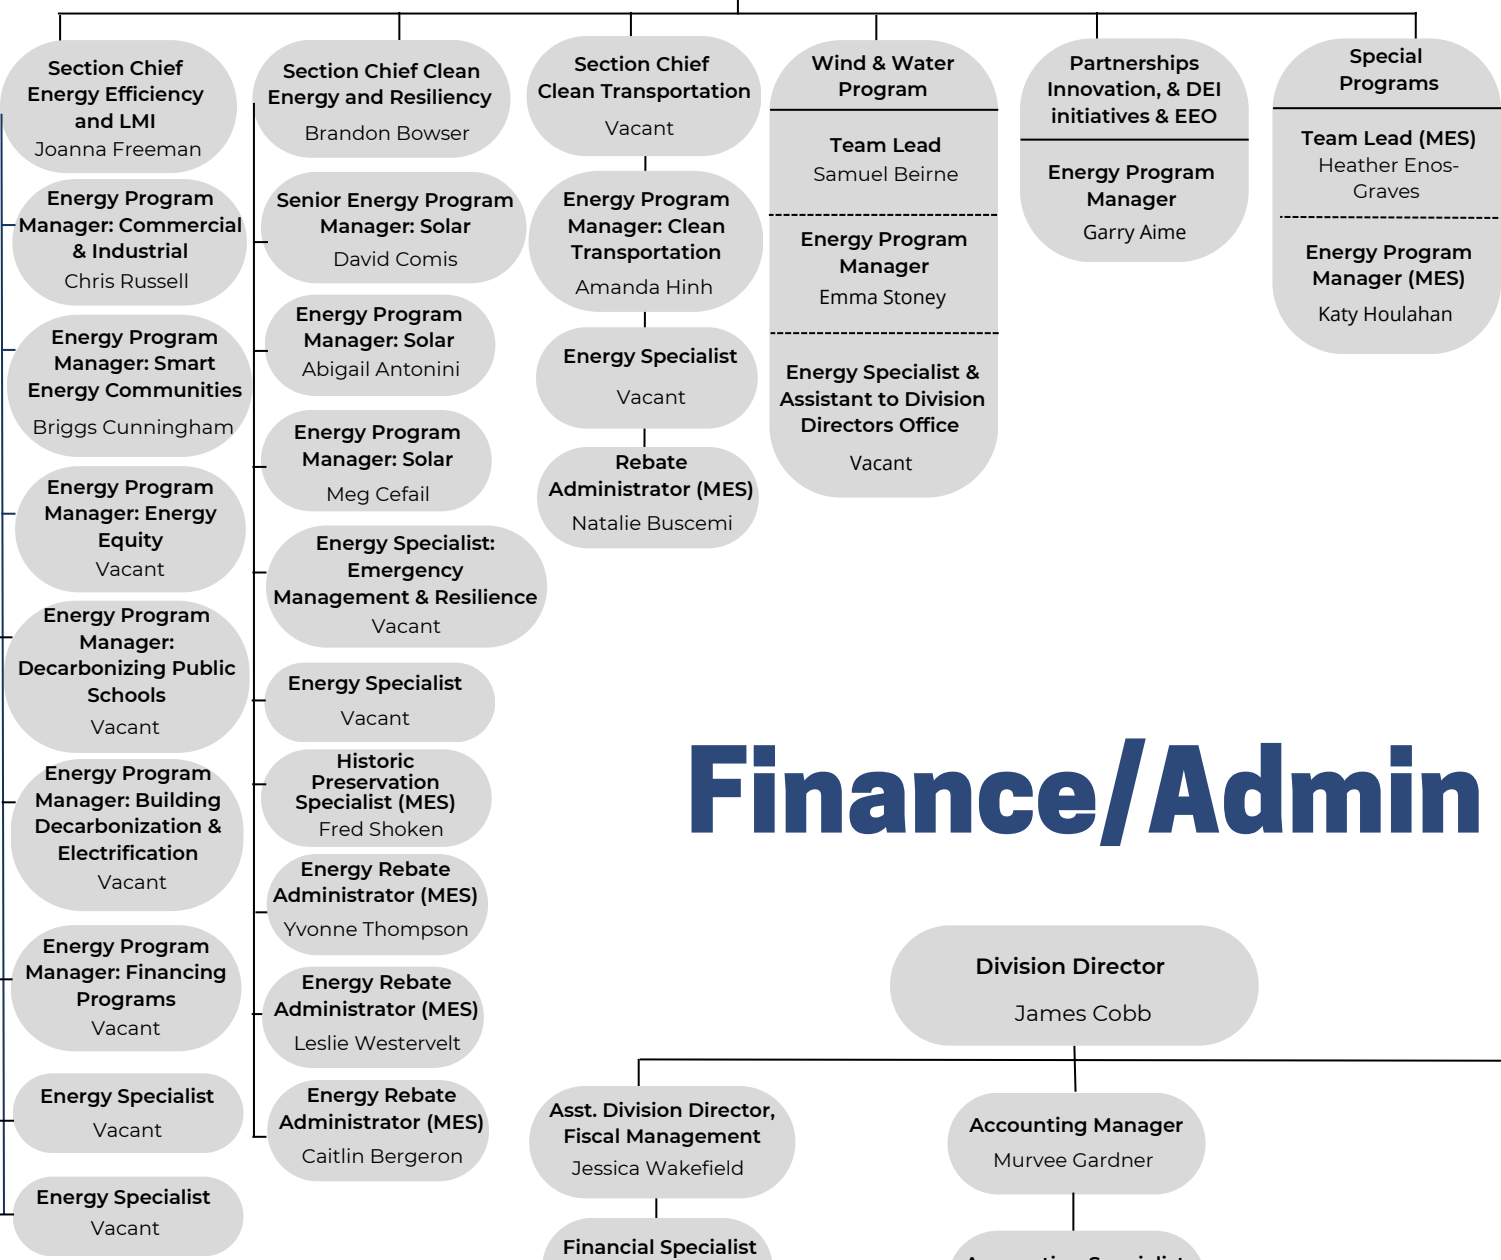 Section Chief
Energy Efficiency
and LMI
Joanna Freeman
Energy Program
Manager: Commercial
& Industrial
Chris Russell
Energy Program
Manager: Smart
Energy Communities
Briggs Cunningham
Energy Program
Manager: Energy
Equity
Vacant
Energy Program
Manager:
Decarbonizing Public
Schools
Vacant
Energy Program
Manager: Building
Decarbonization &
Electrification
Vacant
Energy Program
Manager: Financing
Programs
Vacant
Energy Specialist
Vacant
Energy Specialist
Vacant
Section Chief Clean
Energy and Resiliency
Brandon Bowser
Senior Energy Program
Manager: Solar
David Comis
Energy Program
Manager: Solar
Abigail Antonini
Energy Program
Manager: Solar
Meg Cefail
Energy Specialist:
Emergency
Management & Resilience
Vacant
Energy Specialist
Vacant
Historic
Preservation
Specialist (MES)
Fred Shoken
Energy Rebate
Administrator (MES)
Yvonne Thompson
Energy Rebate
Administrator (MES)
Leslie Westervelt
Energy Rebate
Administrator (MES)
Caitlin Bergeron
Section Chief
Clean Transportation
Vacant
Energy Program
Manager: Clean
Transportation
Amanda Hinh
Energy Specialist
Vacant
Rebate
Administrator (MES)
Natalie Buscemi
Wind & Water
Program
Team Lead
Samuel Beirne
Energy Program
Manager
Emma Stoney
Energy Specialist &
Assistant to Division
Directors Office
Vacant
Partnerships
Innovation, & DEI
initiatives & EEO
Energy Program
Manager
Garry Aime
Special
Programs
Team Lead (MES)
Heather Enos-
Graves
Energy Program
Manager (MES)
Katy Houlahan
Finance/Admin
Division Director
James Cobb
Asst. Division Director,
Fiscal Management
Jessica Wakefield
Financial Specialist
Accounting Manager
Murvee Gardner
Accounting Specialist